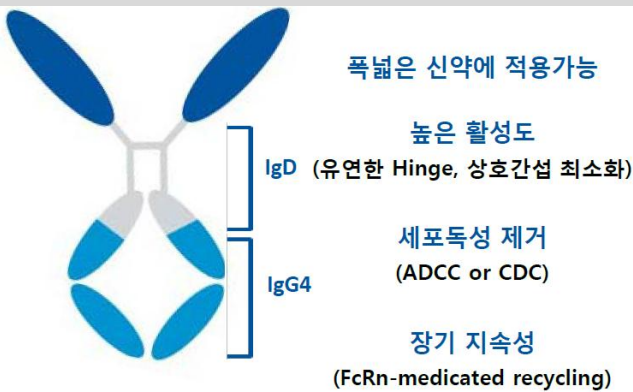 폭넓은 신약에 적용가능
높은 활성도
IgD (유연한 Hinge, 상호간섭 최소화)
세포독성 제거
(ADCC or CDC)
IgG4
장기 지속성
(FcRn-medicated recycling)